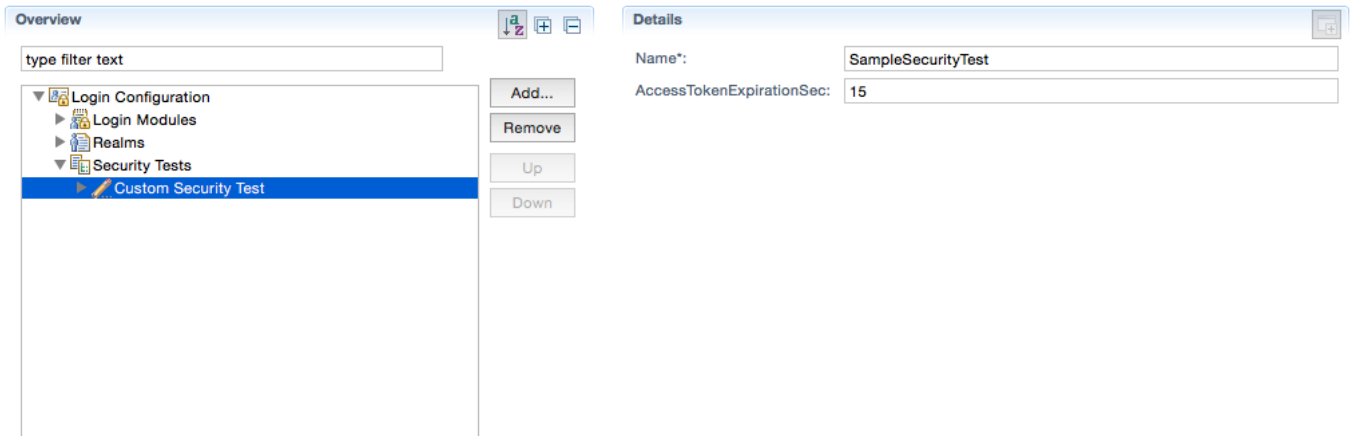 Overview
a
z
type filter text
Login Configuration
Login Modules
Realms
Security Tests
Custom Security Test
Add...
Remove
Up
Down
Details
Name*:
SampleSecurityTest
AccessTokenExpirationSec:
15